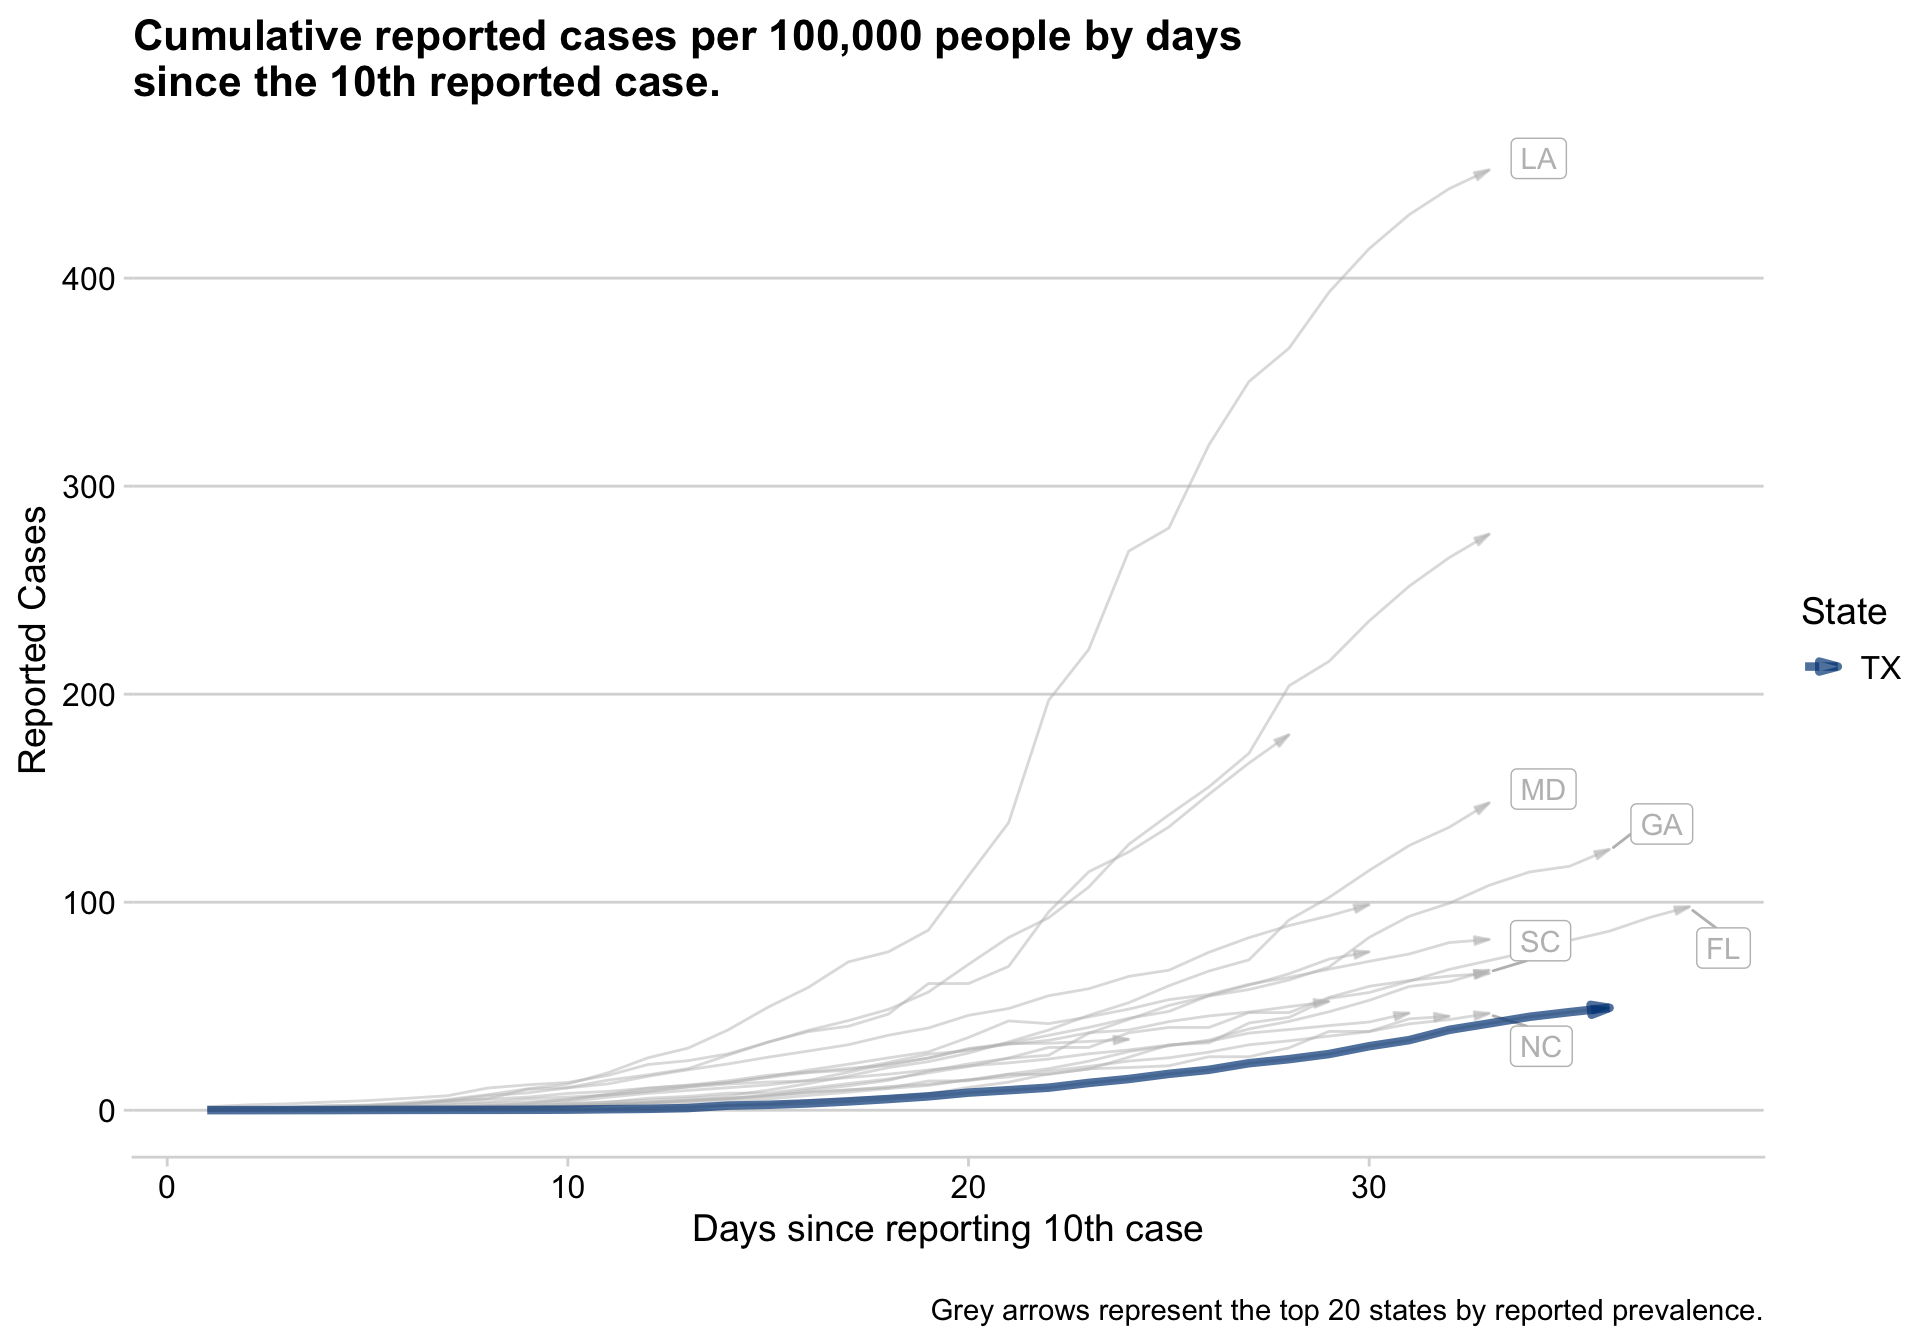 Cumulative reported cases per 100,000 people by days
since the 10th reported case.
LA
400
300
200
100
0
Reported Cases
MD
GA
SC
FL
NC
State
TX
0
10
20
30
Days since reporting 10th case
Grey arrows represent the top 20 states by reported prevalence.